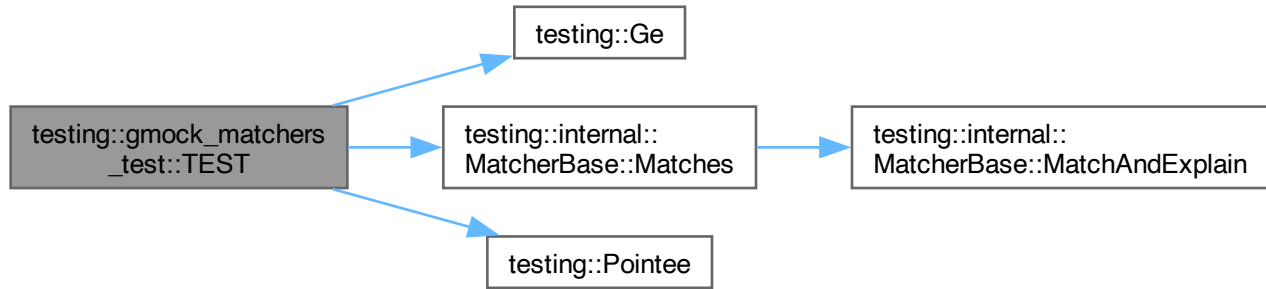 testing::gmock_matchers
_test::TEST
testing::Ge
testing::internal::
MatcherBase::Matches
testing::internal::
MatcherBase::MatchAndExplain
testing::Pointee